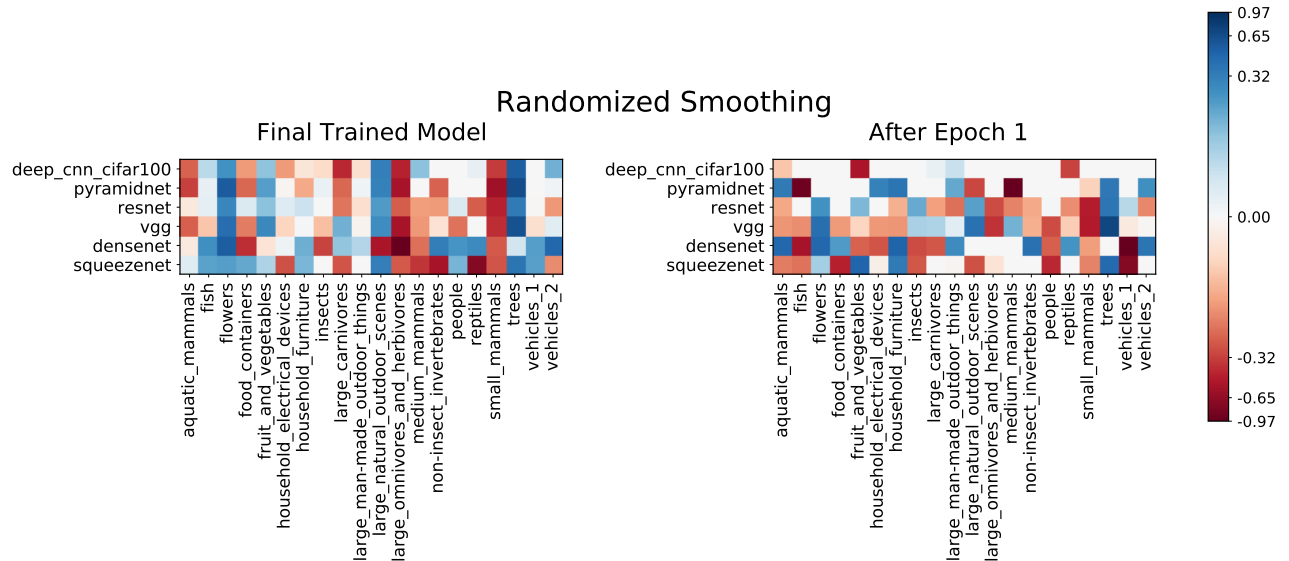 Randomized Smoothing
Final Trained Model
deep_cnn_cifar100
pyramidnet
resnet
vgg
densenet
squeezenet
aquatic_mammals
fish
flowers
food_containers
fruit_and_vegetables
household_electrical_devices
household_furniture
insects
large_carnivores
large_man-made_outdoor_things
large_natural_outdoor_scenes
large_omnivores_and_herbivores
medium_mammals
non-insect_invertebrates
people
reptiles
small_mammals
trees
vehicles_1
vehicles_2
After Epoch 1
deep_cnn_cifar100
pyramidnet
resnet
vgg
densenet
squeezenet
aquatic_mammals
fish
flowers
food_containers
fruit_and_vegetables
household_electrical_devices
household_furniture
insects
large_carnivores
large_man-made_outdoor_things
large_natural_outdoor_scenes
large_omnivores_and_herbivores
medium_mammals
non-insect_invertebrates
people
reptiles
small_mammals
trees
vehicles_1
vehicles_2
0.97
0.65
0.32
0.00
-0.32
-0.65
-0.97